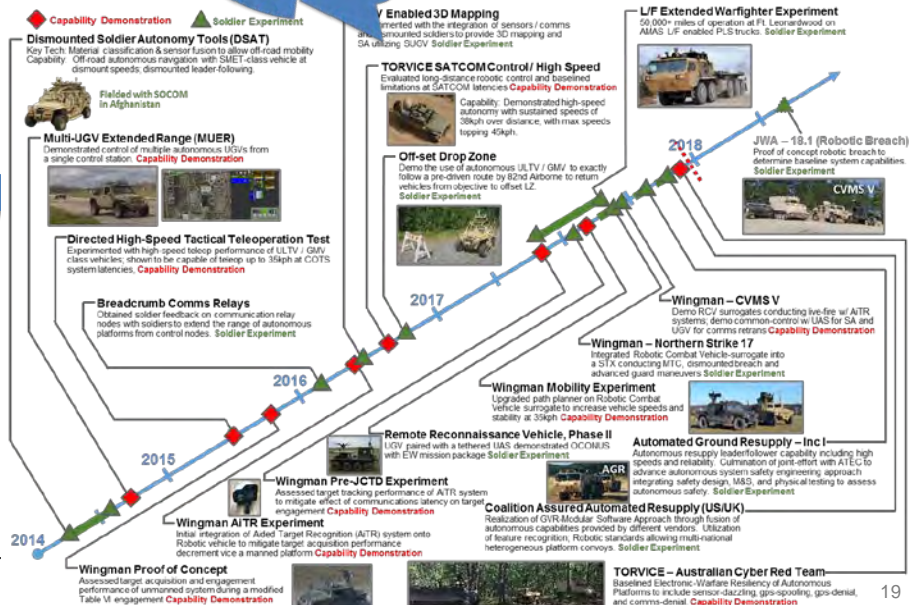 Capability Demonstration
Soldier Experiment
Dismounted Soldier Autonomy Tools (DSAT)
Key Tech: Material classification & sensor fusion to allow off-road mobility
Capability: Off-road autonomous navigation with SMET-class vehicle at
dismount speeds; dismounted leader-following.
Fielded with SOCOM
in Afghanistan
Multi-UGV Extended Range (MUER)
Demonstrated control of multiple autonomous UGVs from
a single control station. Capability Demonstration
Directed High-Speed Tactical Teleoperation Test
Experimented with high-speed teleop performance of ULTV / GMV
class vehicles; shown to be capable of teleop up to 35kph at COTS
system latencies, Capability Demonstration
Breadcrumb Comms Relays
Obtained soldier feedback on communication relay
nodes with soldiers to extend the range of autonomous
platforms from control nodes. Soldier Experiment
V Enabled 3D Mapping
mented with the integration of sensors / comms
and dismounted soldiers to provide 3D mapping and
SA utilizing SUGV Soldier Experiment
TORVICE SATCOM Control / High Speed
Evaluated long-distance robotic control and baselined
limitations at SATCOM latencies Capability Demonstration
Capability: Demonstrated high-speed
autonomy with sustained speeds of
38kph over distance, with max speeds
topping 45kph.
Off-set Drop Zone
Demo the use of autonomous ULTV / GMV to exactly
follow a pre-driven route by 82nd Airborne to return
vehicles from objective to offset LZ.
L/F Extended Warfighter Experiment
50,000+ miles of operation at Ft. Leonardwood on
AMAS L/F enabled PLS trucks. Soldier Experiment
JWA – 18.1 (Robotic Breach)
Proof of concept robotic breach to
determine baseline system capabilities.
Soldier Experiment
CVMS V
2018
2017
2016
2015
2014
Wingman – CVMS V
Demo RCV surrogates conducting live-fire w/ AiTR
systems; demo common-control w/ UAS for SA and
UGV for comms retrans Capability Demonstration
Wingman – Northern Strike 17
Integrated Robotic Combat Vehicle-surrogate into
a STX conducting MTC, dismounted breach and
advanced guard maneuvers Soldier Experiment
Wingman Mobility Experiment
Upgraded path planner on Robotic Combat
Vehicle surrogate to increase vehicle speeds and
stability at 35kph Capability Demonstration
Remote Reconnaissance Vehicle, Phase II
UGV paired with a tethered UAS demonstrated OCONUS
with EW mission package Soldier Experiment
Automated Ground Resupply – Inc I
Autonomous resupply leader/follower capability including high
speeds and reliability. Culmination of joint-effort with ATEC to
advance autonomous system safety engineering approach
integrating safety design, M&S, and physical testing to assess
autonomous safety. Soldier Experiment
AGR
Wingman Pre-JCTD Experiment
Assessed target tracking performance of AiTR system
to mitigate effect of communications latency on target
engagement Capability Demonstration
Wingman AiTR Experiment
Initial integration of Aided Target Recognition (AiTR) system onto
Robotic vehicle to mitigate target acquisition performance
decrement vice a manned platform Capability Demonstration
Coalition Assured Automated Resupply (US/UK)
Realization of GVR-Modular Software Approach through fusion of
autonomous capabilities provided by different vendors. Utilization
of feature recognition; Robotic standards allowing multi-national
heterogeneous platform convoys. Soldier Experiment
Wingman Proof of Concept
Assessed target acquisition and engagement
performance of unmanned system during a modified
Table VI engagement Capability Demonstration
TORVICE – Australian Cyber Red Team
Baselined Electronic-Warfare Resiliency of Autonomous
Platforms to include sensor-dazzling, gps-spoofing, gps-denial,
and comms-denial Capability Demonstration
19